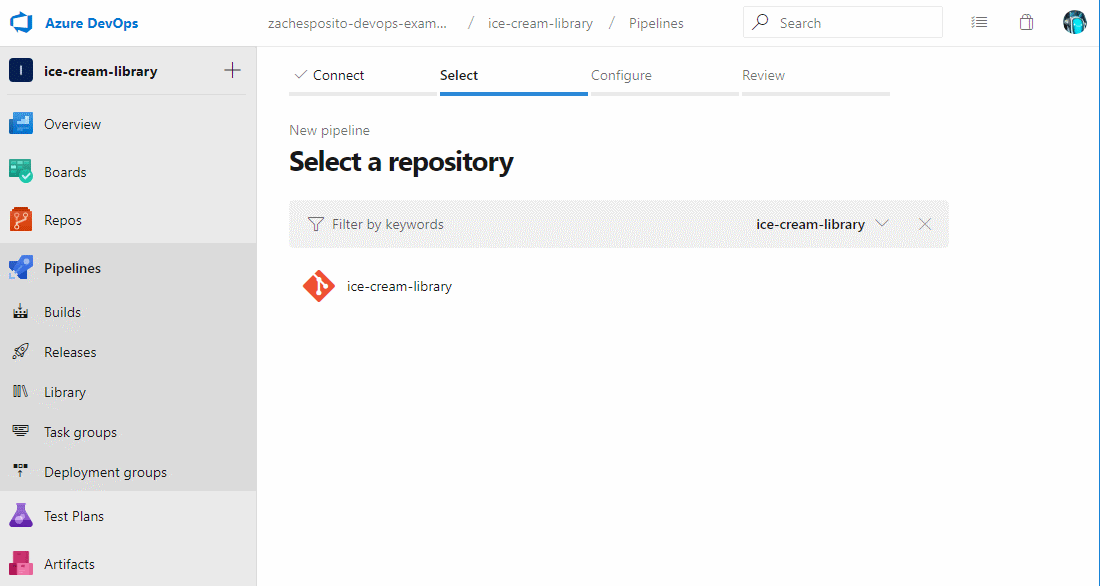 Azure DevOps
zachesposito-devops-exam... / ice-cream-library / Pipelines
Search
I ice-cream-library
Overview
Boards
Repos
Pipelines
Builds
Releases
Library
Task groups
Deployment groups
Test Plans
Artifacts
Connect Select Configure Review
New pipeline
Select a repository
Filter by keywords ice-cream-library
ice-cream-library